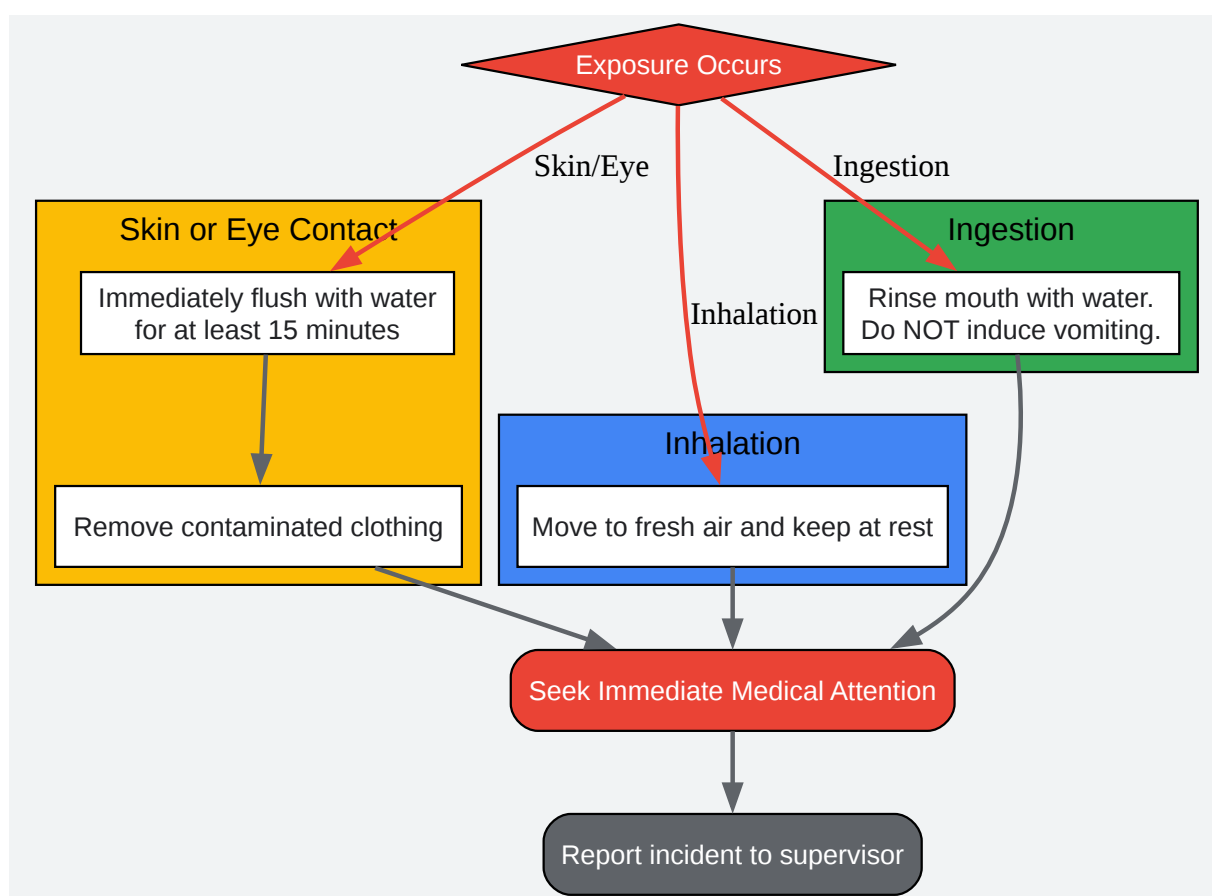 Exposure Occurs
Skin/Eye
Ingestion
Skin or Eye Contact
Ingestion
Immediately flush with water
for at least 15 minutes
Inhalation
Rinse mouth with water.
Do NOT induce vomiting.
Inhalation
Remove contaminated clothing
Move to fresh air and keep at rest
Seek Immediate Medical Attention
Report incident to supervisor